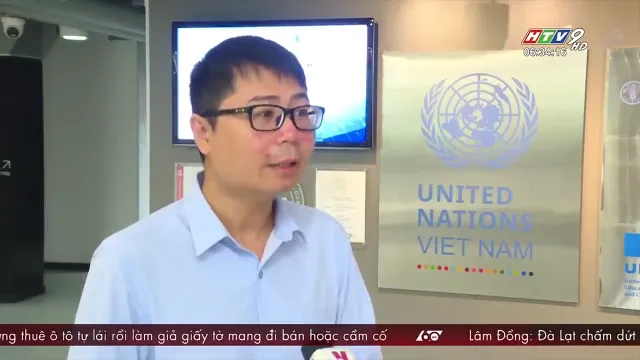 HTV9
HD
06:34:16
UNITED
NATIONS
VIET NAM
ng thuê ô tô tự lái rồi làm giả giấy tờ mang đi bán hoặc cầm cố
60
Lâm Đồng: Đà Lạt chấm dứt